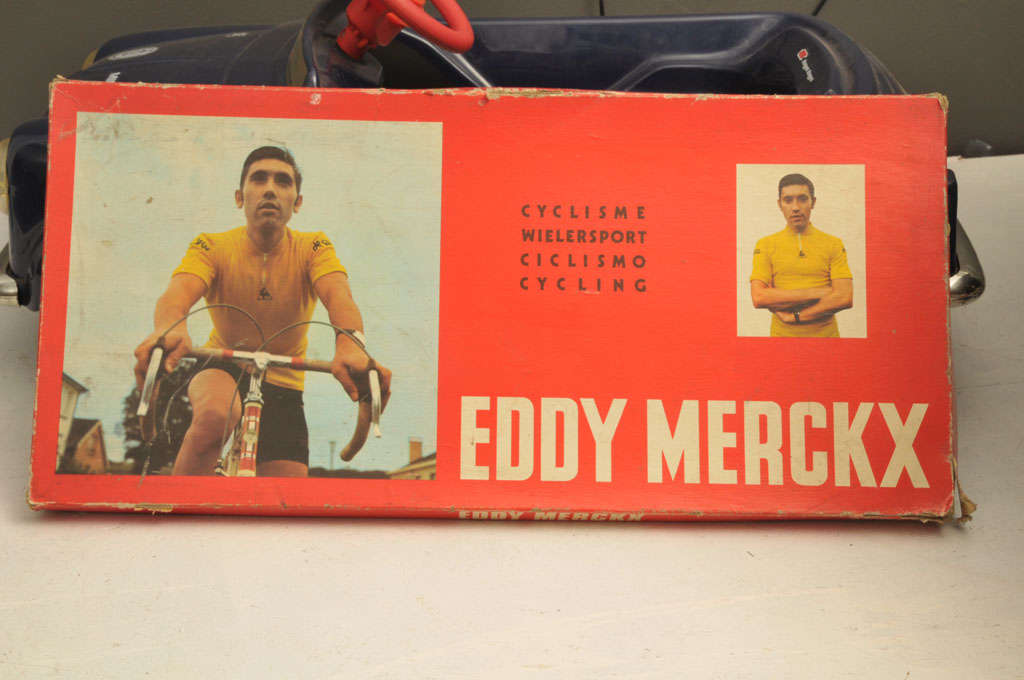 CYCLISME
WIELERSPORT
CICLISMO
CYCLING
EDDY MERCKX
EDDY MERCKX